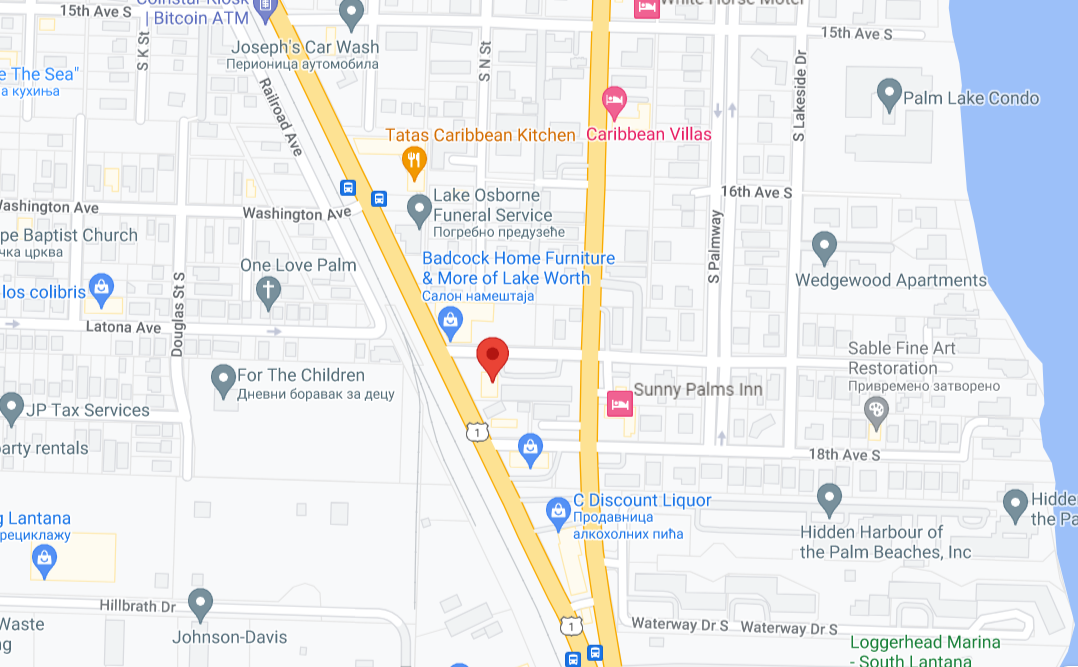 Coinstar Kiosk
| Bitcoin ATM
15th Ave S
White Horse Motel
15th Ave S
S K St
Joseph's Car Wash
Перионица аутомобила
S N St
e The Sea"
а кухиња
Railroad Ave
S Lakeside Dr
Palm Lake Condo
Tatas Caribbean Kitchen
Caribbean Villas
16th Ave S
Lake Osborne
Funeral Service
Погребно предузеће
Washington Ave
Washington Ave
pe Baptist Church
чка црква
S Palmway
Badcock Home Furniture
& More of Lake Worth
Салон намештаја
One Love Palm
Wedgewood Apartments
los colibris
Douglas St S
Latona Ave
Sable Fine Art
Restoration
Привремено затворено
For The Children
Дневни боравак за децу
Sunny Palms Inn
JP Tax Services
1
party rentals
18th Ave S
C Discount Liquor
Продавница
алкохолних пића
Hidden
the Pa
g Lantana
рециклажу
Hidden Harbour of
the Palm Beaches, Inc
Hillbrath Dr
Waste
ng
Johnson-Davis
1
Waterway Dr S
Waterway Dr S
Loggerhead Marina
- South Lantana